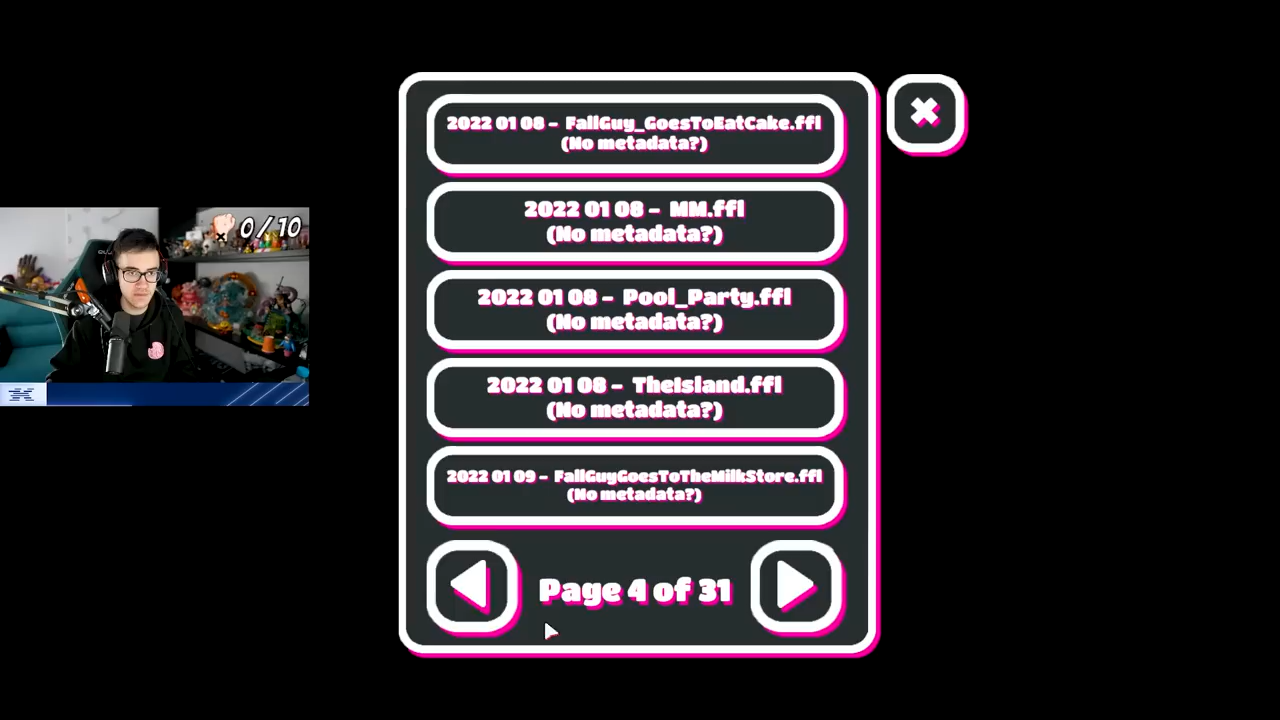 2022 01 08 - FallGuy_GoesToEatCake.ffl
(No metadata?)
2022 01 08 - MM.ffl
(No metadata?)
0/10
2022 01 08 - Pool_Party.ffl
(No metadata?)
2022 01 08 - TheIsland.ffl
(No metadata?)
2022 01 09 - FallGuyGoesToTheMilkStore.ffl
(No metadata?)
Page 4 of 31